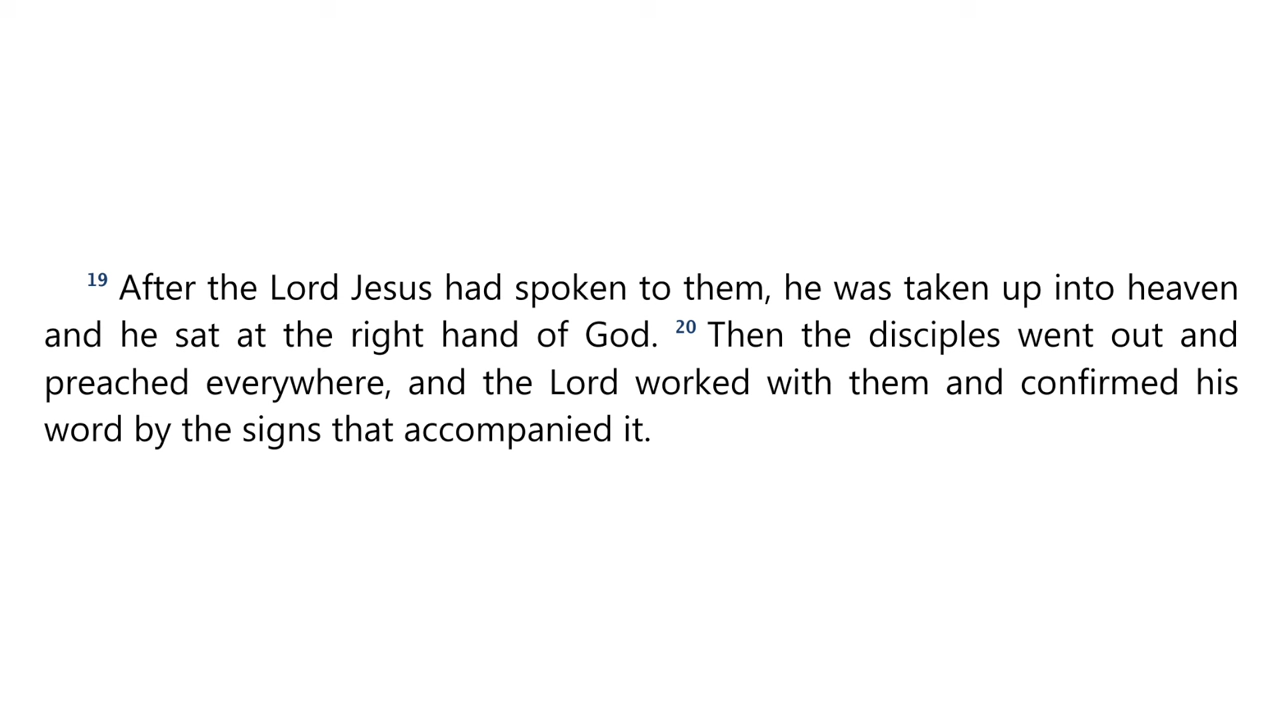 19 After the Lord Jesus had spoken to them, he was taken up into heaven
and he sat at the right hand of God. 20 Then the disciples went out and
preached everywhere, and the Lord worked with them and confirmed his
word by the signs that accompanied it.